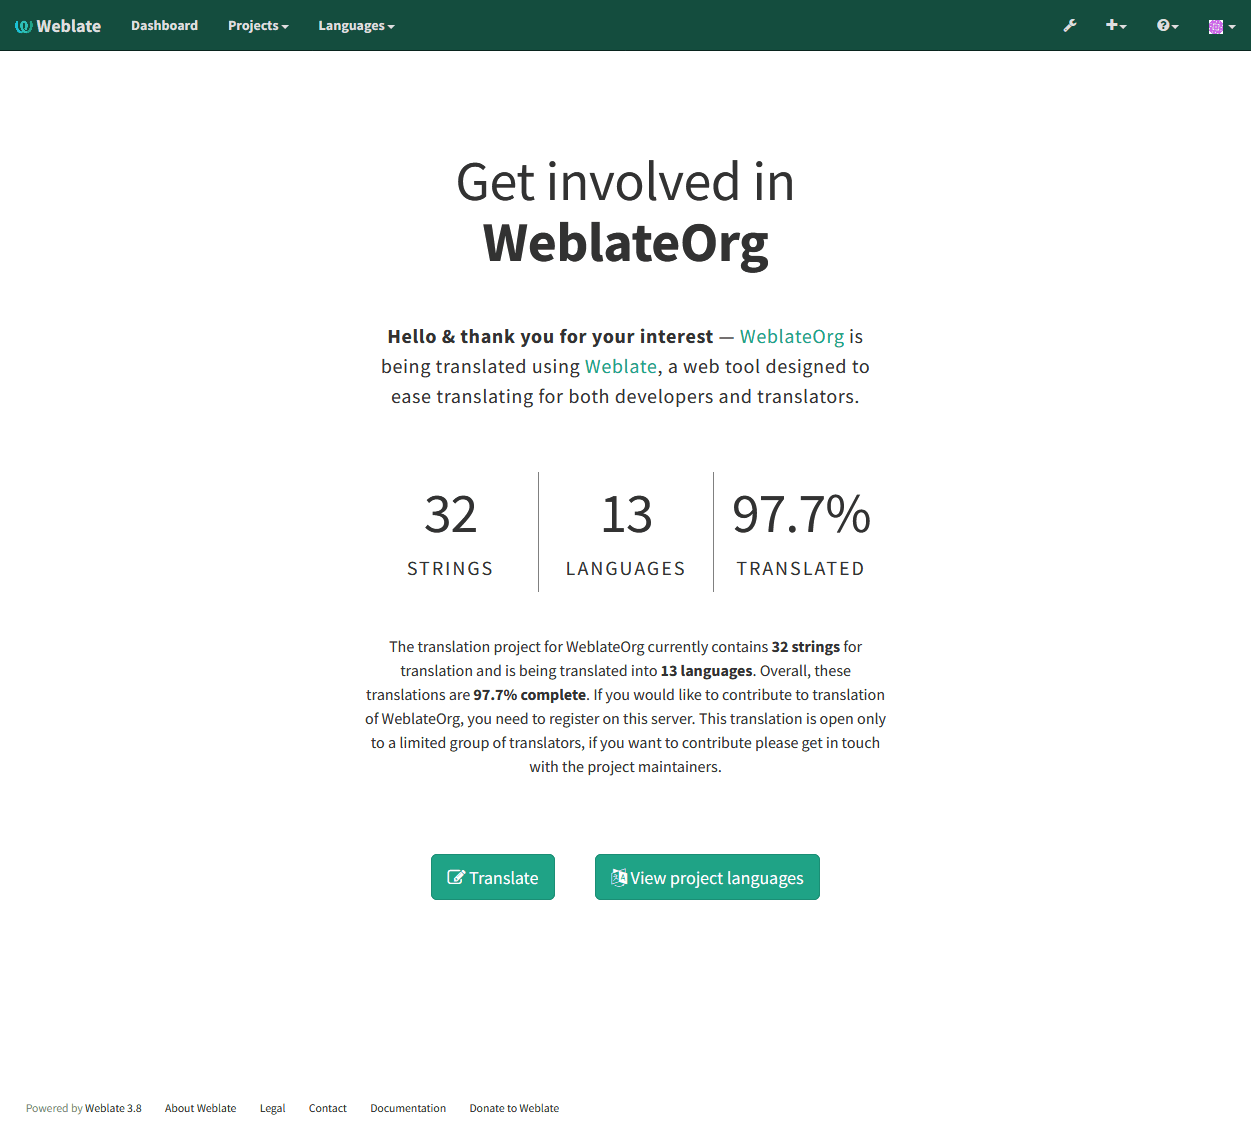 Weblate Dashboard Projects Languages
Get involved in
WeblateOrg
Hello & thank you for your interest — WeblateOrg is
being translated using Weblate, a web tool designed to
ease translating for both developers and translators.
32 13 97.7%
STRINGS LANGUAGES TRANSLATED
The translation project for WeblateOrg currently contains 32 strings for
translation and is being translated into 13 languages. Overall, these
translations are 97.7% complete. If you would like to contribute to translation
of WeblateOrg, you need to register on this server. This translation is open only
to a limited group of translators, if you want to contribute please get in touch
with the project maintainers.
Translate View project languages
Powered by Weblate 3.8 About Weblate Legal Contact Documentation Donate to Weblate